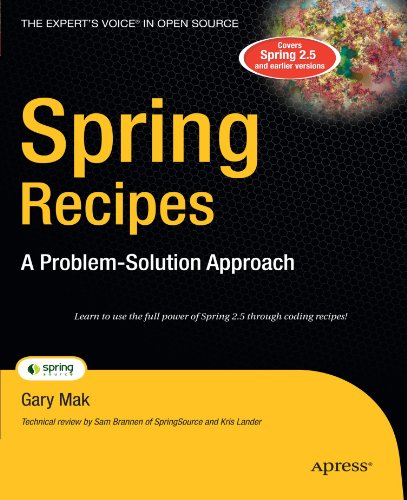 THE EXPERT'S VOICE® IN OPEN SOURCE
Covers
Spring 2.5
and earlier versions
Spring
Recipes
A Problem-Solution Approach
Learn to use the full power of Spring 2.5 through coding recipes!
spring
source
Gary Mak
Technical review by Sam Brannen of SpringSource and Kris Lander
Apress®